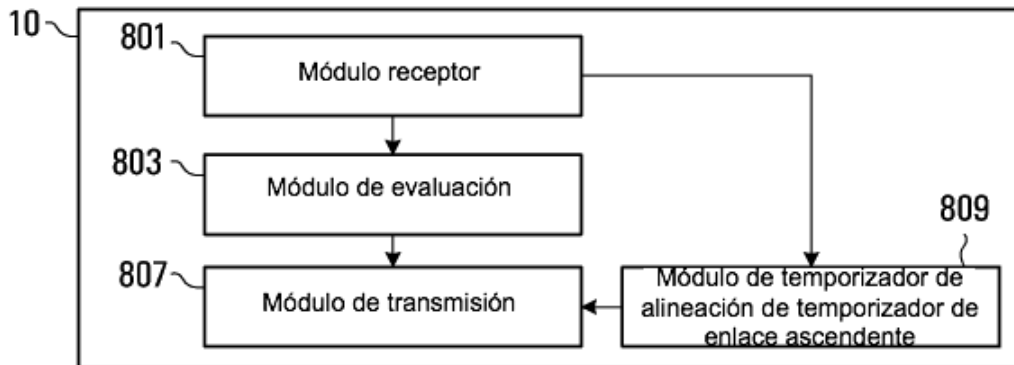 10
801
Módulo receptor
803
Módulo de evaluación
809
807
Módulo de transmisión
Módulo de temporizador de
alineación de temporizador de
enlace ascendente